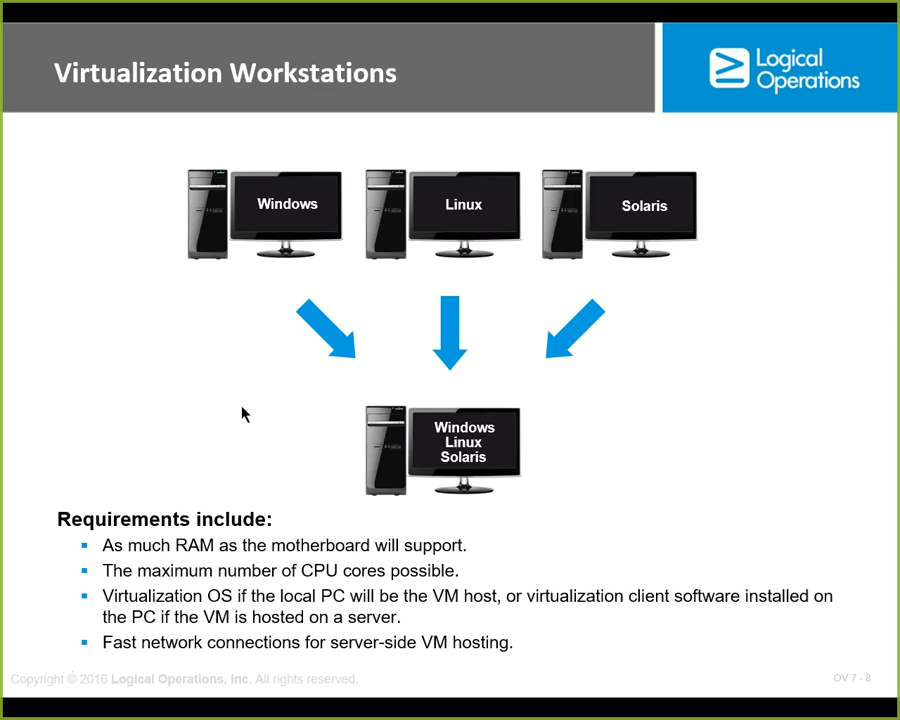 Virtualization Workstations
Logical
Operations
Windows
Linux
Solaris
Windows
Linux
Solaris
Requirements include:
As much RAM as the motherboard will support.
The maximum number of CPU cores possible.
Virtualization OS if the local PC will be the VM host, or virtualization client software installed on
the PC if the VM is hosted on a server.
Fast network connections for server-side VM hosting.
Copyright © 2016 Logical Operations, Inc. All rights reserved.
OV 7 - 8